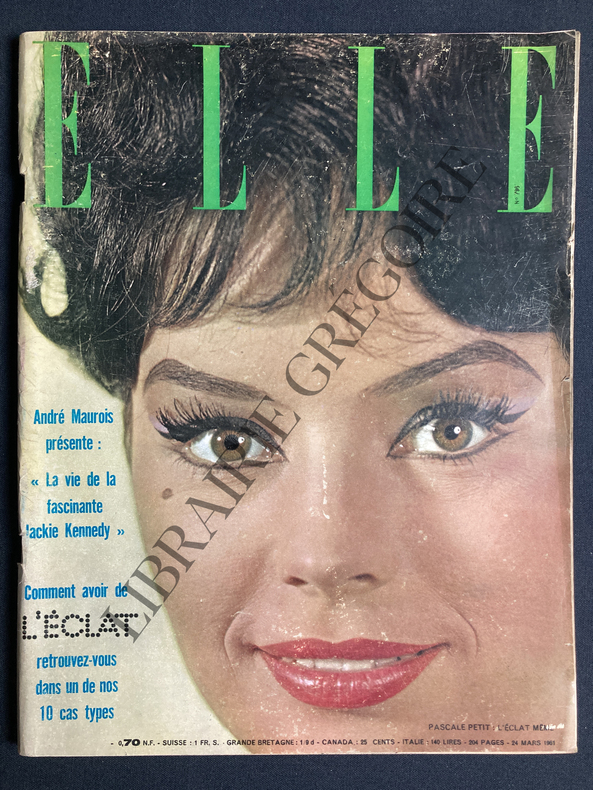 ELLE
N° 795
André Maurois
présente :
« La vie de la
fascinante
Jackie Kennedy »
Comment avoir de
L'ÉCLAT
retrouvez-vous
dans un de nos
10 cas types
LIBRAIRIE GRÉGOIRE
PASCALE PETIT : L'ÉCLAT
- 0,70 N.F. - SUISSE : 1 FR. S. - GRANDE BRETAGNE : 1/9 d - CANADA : 25 CENTS - ITALIE : 140 LIRES - 204 PAGES - 24 MARS 1961